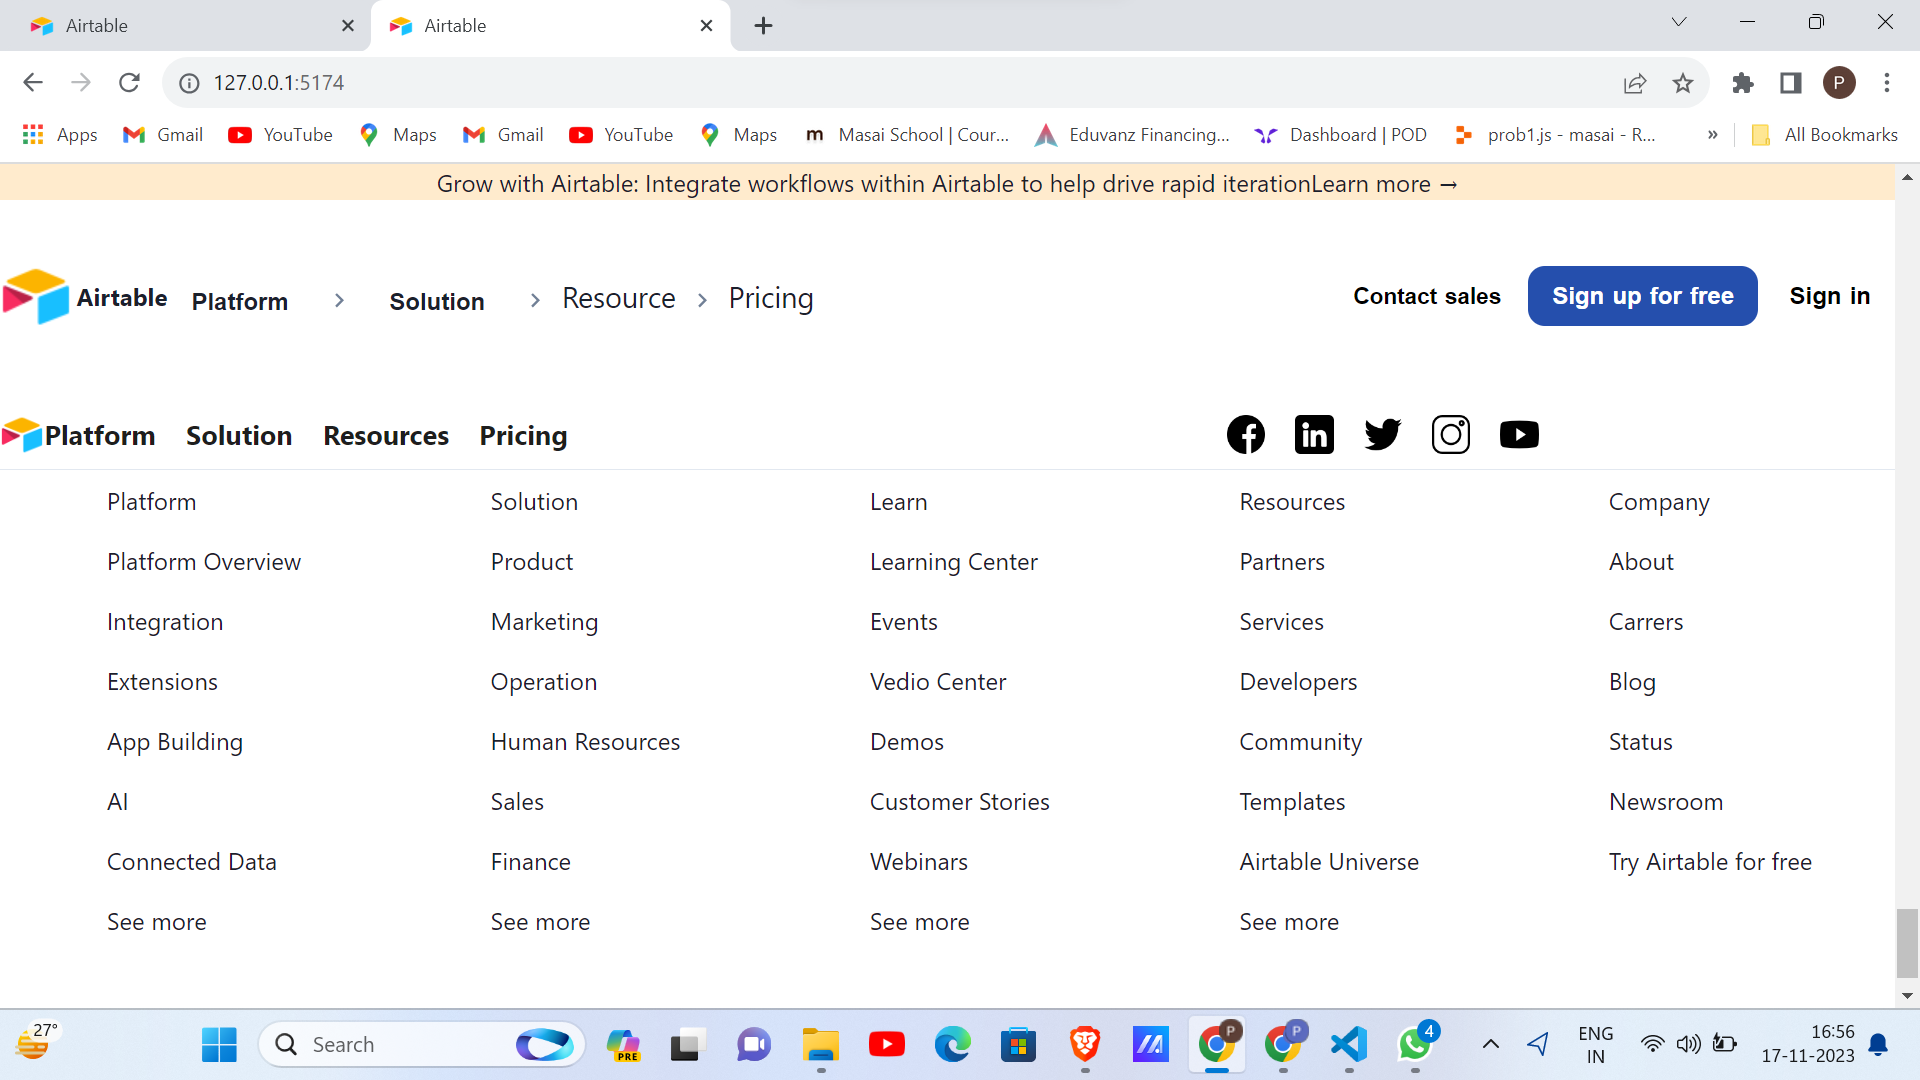 Airtable
Airtable
127.0.0.1:5174
P
Apps
Gmail
YouTube
Maps
Gmail
YouTube
Maps
Masai School | Cour...
Eduvanz Financing...
Dashboard | POD
prob1.js - masai - R...
»
All Bookmarks
Grow with Airtable: Integrate workflows within Airtable to help drive rapid iterationLearn more →
Airtable
Platform
Solution
Resource
Pricing
Contact sales
Sign up for free
Sign in
Platform
Solution
Resources
Pricing
Platform
Solution
Learn
Resources
Company
Platform Overview
Product
Learning Center
Partners
About
Integration
Marketing
Events
Services
Carrers
Extensions
Operation
Vedio Center
Developers
Blog
App Building
Human Resources
Demos
Community
Status
AI
Sales
Customer Stories
Templates
Newsroom
Connected Data
Finance
Webinars
Airtable Universe
Try Airtable for free
See more
See more
See more
See more
27°
Search
PRE
P
P
4
ENG
IN
16:56
17-11-2023